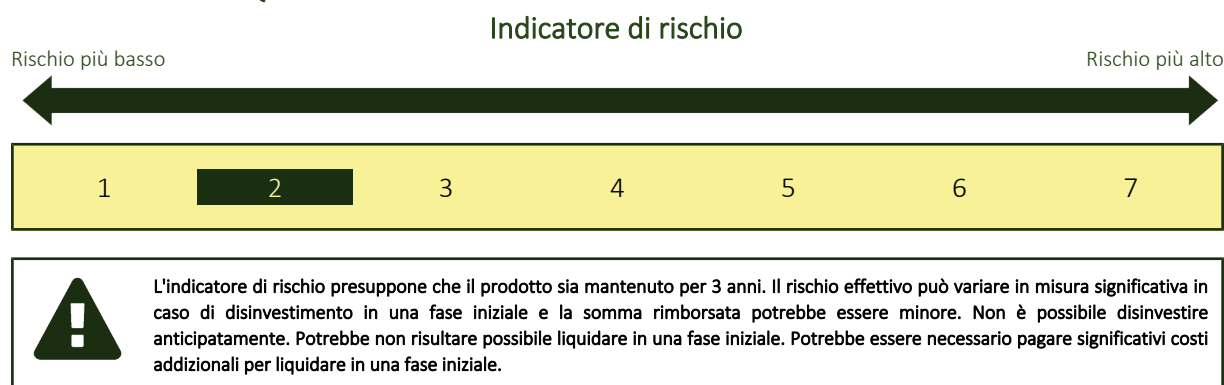 Indicatore di rischio
Rischio più basso
Rischio più alto
1 2 3 4 5 6 7
L'indicatore di rischio presuppone che il prodotto sia mantenuto per 3 anni. Il rischio effettivo può variare in misura significativa in
caso di disinvestimento in una fase iniziale e la somma rimborsata potrebbe essere minore. Non è possibile disinvestire
anticipatamente. Potrebbe non risultare possibile liquidare in una fase iniziale. Potrebbe essere necessario pagare significativi costi
addizionali per liquidare in una fase iniziale.